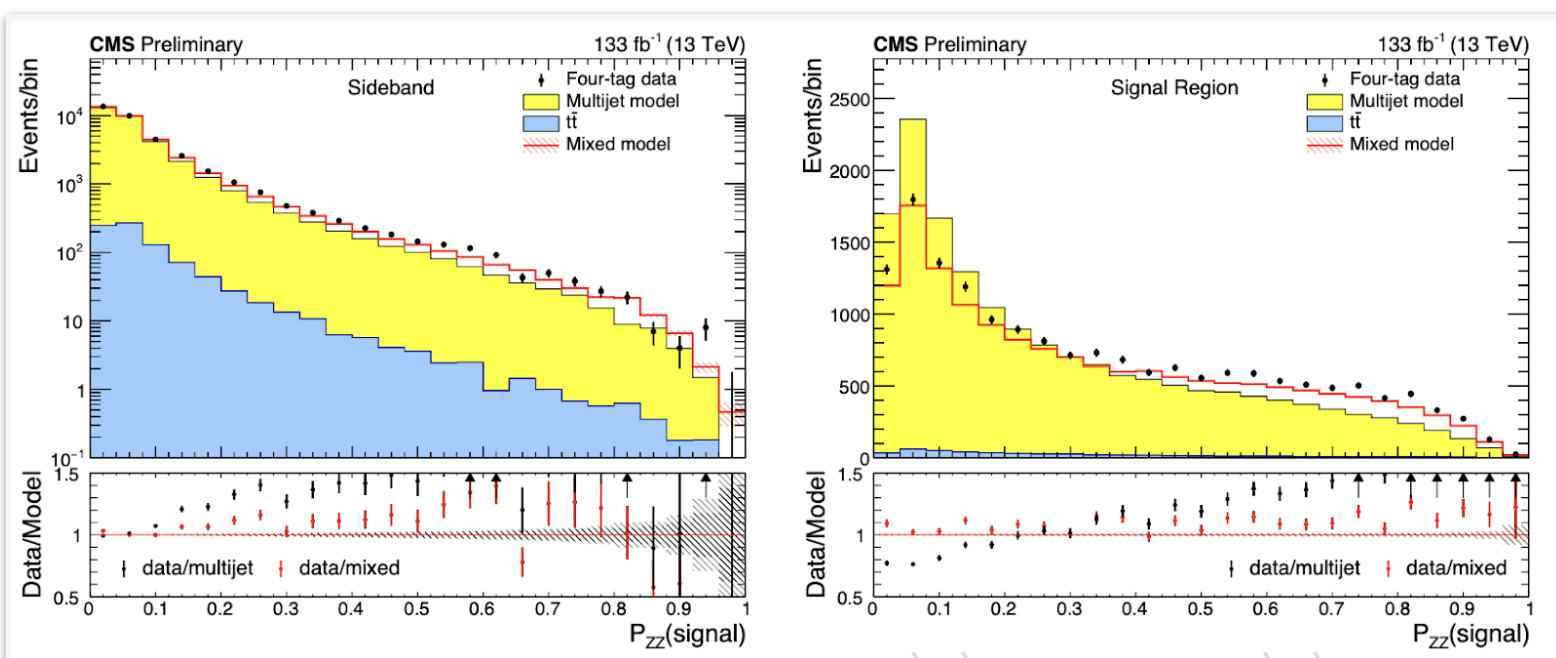 CMS Preliminary 133 fb⁻¹ (13 TeV)
Sideband
Four-tag data
Multijet model
tt̄
Mixed model
Events/bin
10⁴
10³
10²
10
1
10⁻¹
Data/Model
1.5
1
0.5
data/multijet data/mixed
0 0.1 0.2 0.3 0.4 0.5 0.6 0.7 0.8 0.9 1
P_ZZ(signal)
CMS Preliminary 133 fb⁻¹ (13 TeV)
Signal Region
Four-tag data
Multijet model
tt̄
Mixed model
Events/bin
2500
2000
1500
1000
500
0
Data/Model
1.5
1
0.5
data/multijet data/mixed
0 0.1 0.2 0.3 0.4 0.5 0.6 0.7 0.8 0.9 1
P_ZZ(signal)